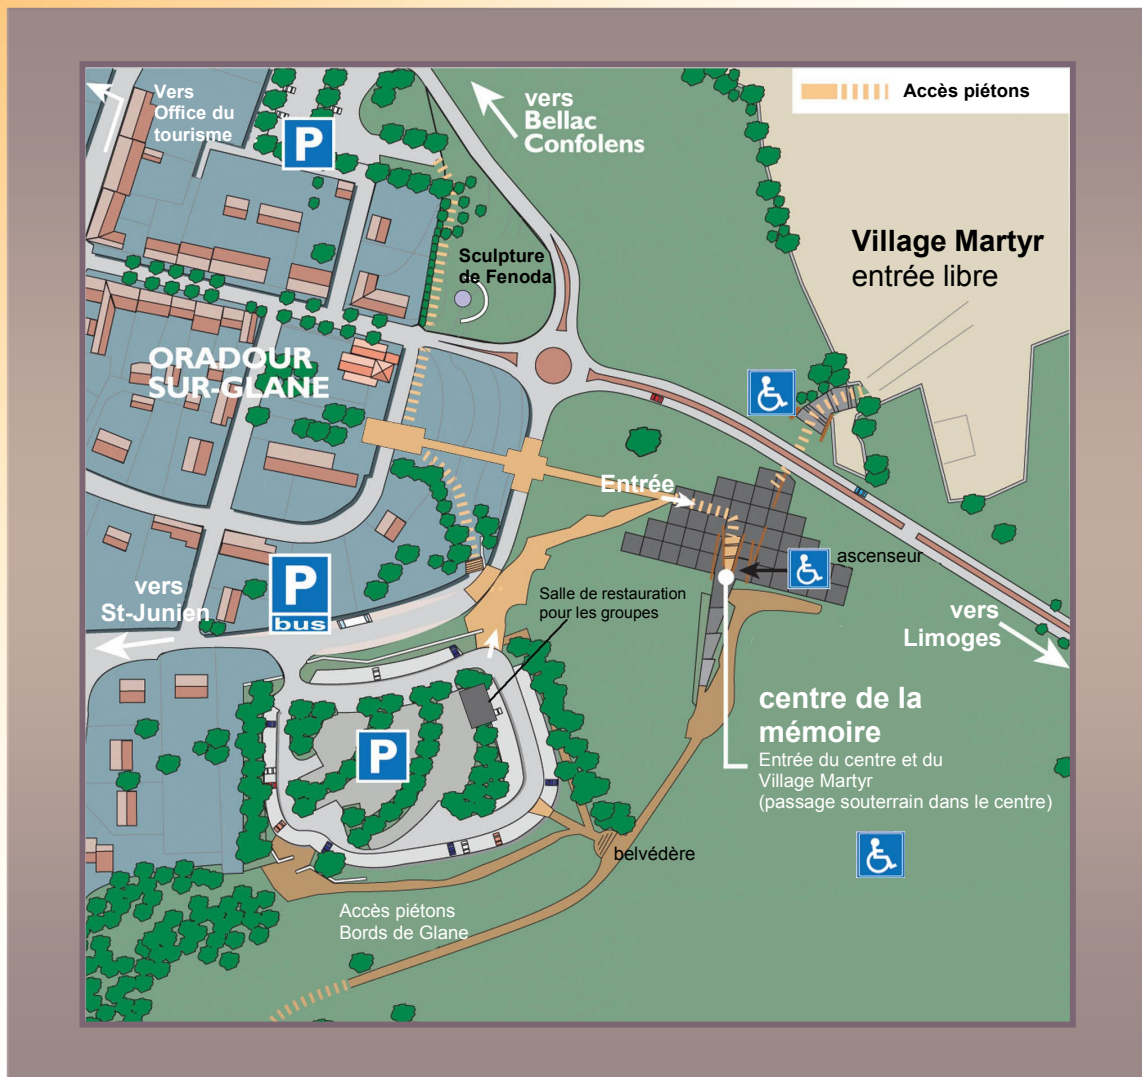 Vers
Office du
tourisme
P
vers
Bellac
Confolens
Accès piétons
Village Martyr
entrée libre
Sculpture
de Fenoda
ORADOUR
SUR-GLANE
Entrée
ascenseur
vers
St-Junien
P
bus
Salle de restauration
pour les groupes
vers
Limoges
centre de la
mémoire
Entrée du centre et du
Village Martyr
(passage souterrain dans le centre)
P
belvédère
Accès piétons
Bords de Glane